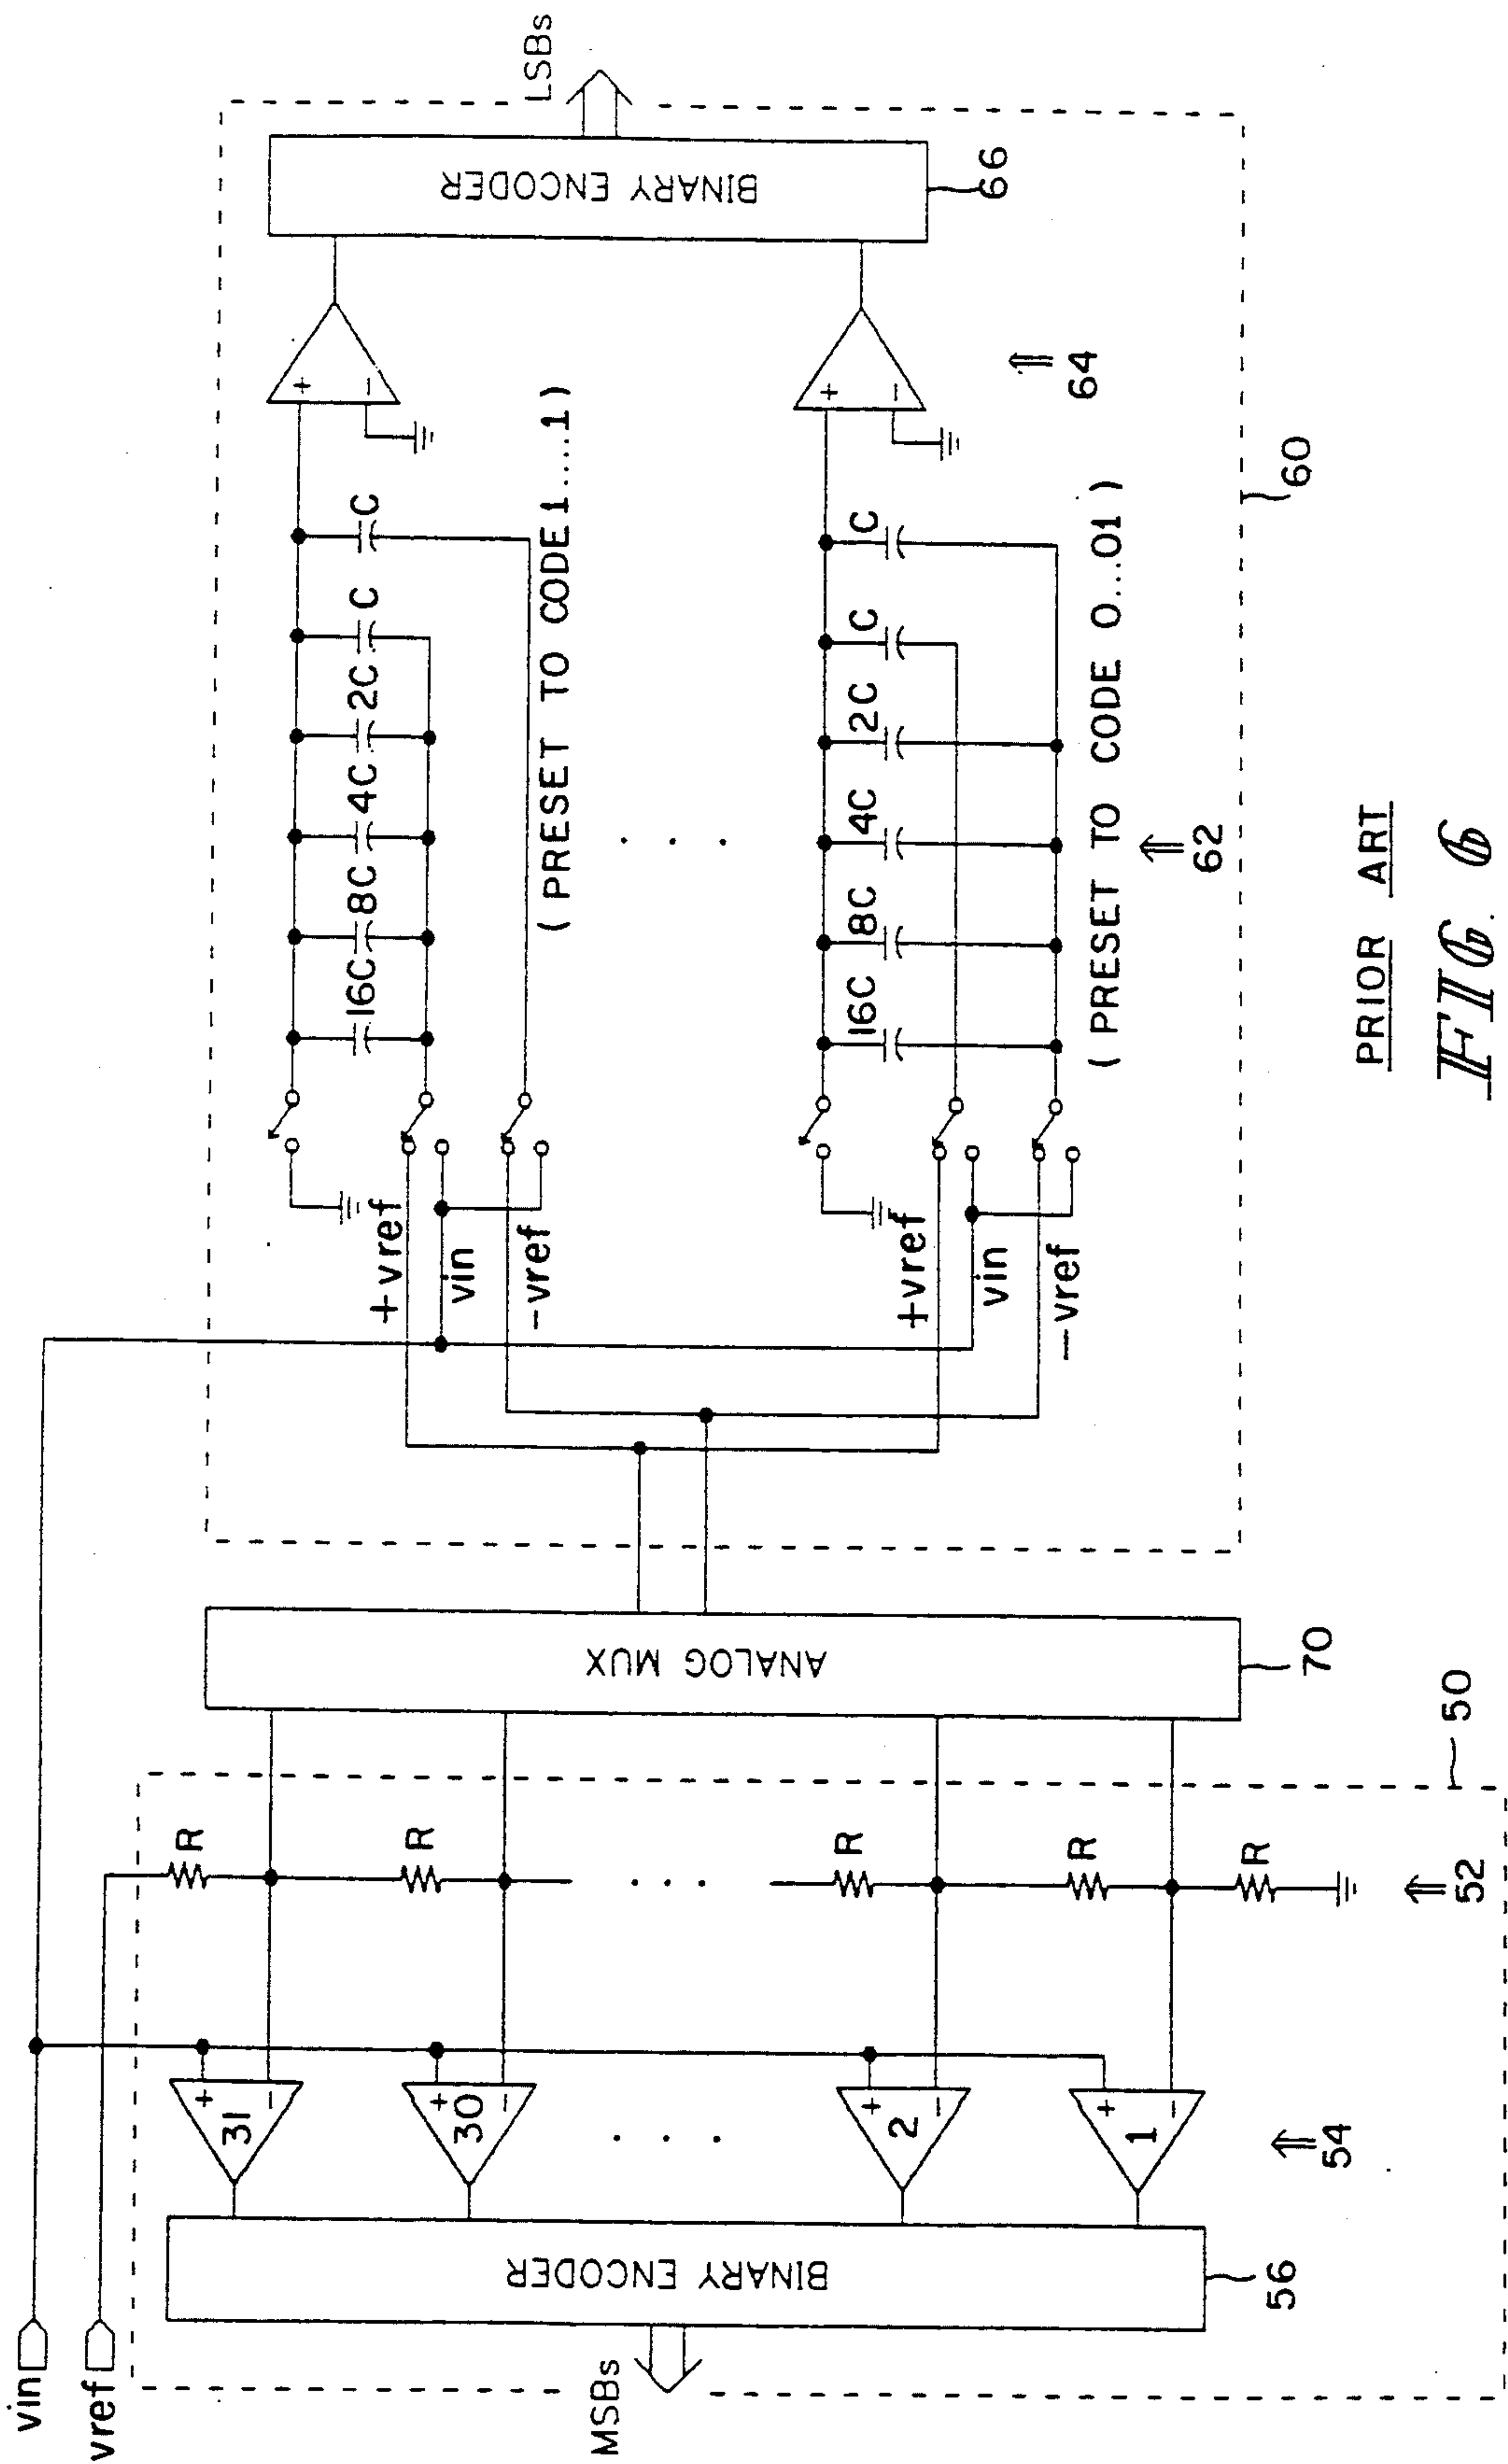 vin
vref
MSBs
BINARY ENCODER
56
31
+
−
30
+
−
. . .
2
+
−
1
+
−
54
R
R
. . .
R
R
R
52
50
ANALOG MUX
70
+vref
vin
−vref
16C 8C 4C 2C C C
(PRESET TO CODE 1.....1)
+
−
. . .
+vref
vin
−vref
16C 8C 4C 2C C C
(PRESET TO CODE 0...01)
+
−
62
64
BINARY ENCODER
66
LSBs
60
PRIOR ART
FIG. 6